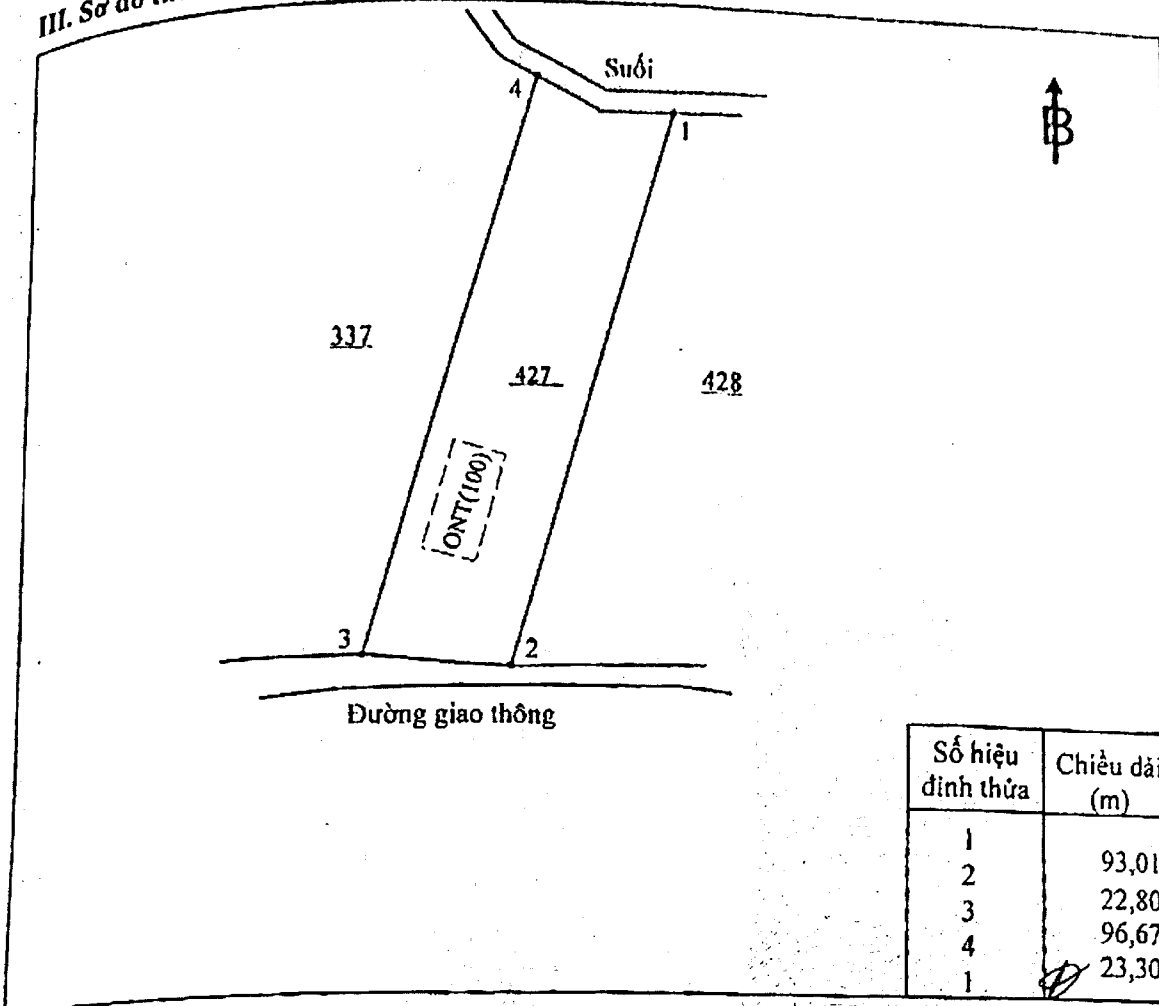 III. Sơ đồ
Suối
4
1
B
337
427
428
ONT(100)
3
2
Đường giao thông
Số hiệu đỉnh thửa
Chiều dài (m)
1
93,01
2
22,80
3
96,67
4
23,30
1